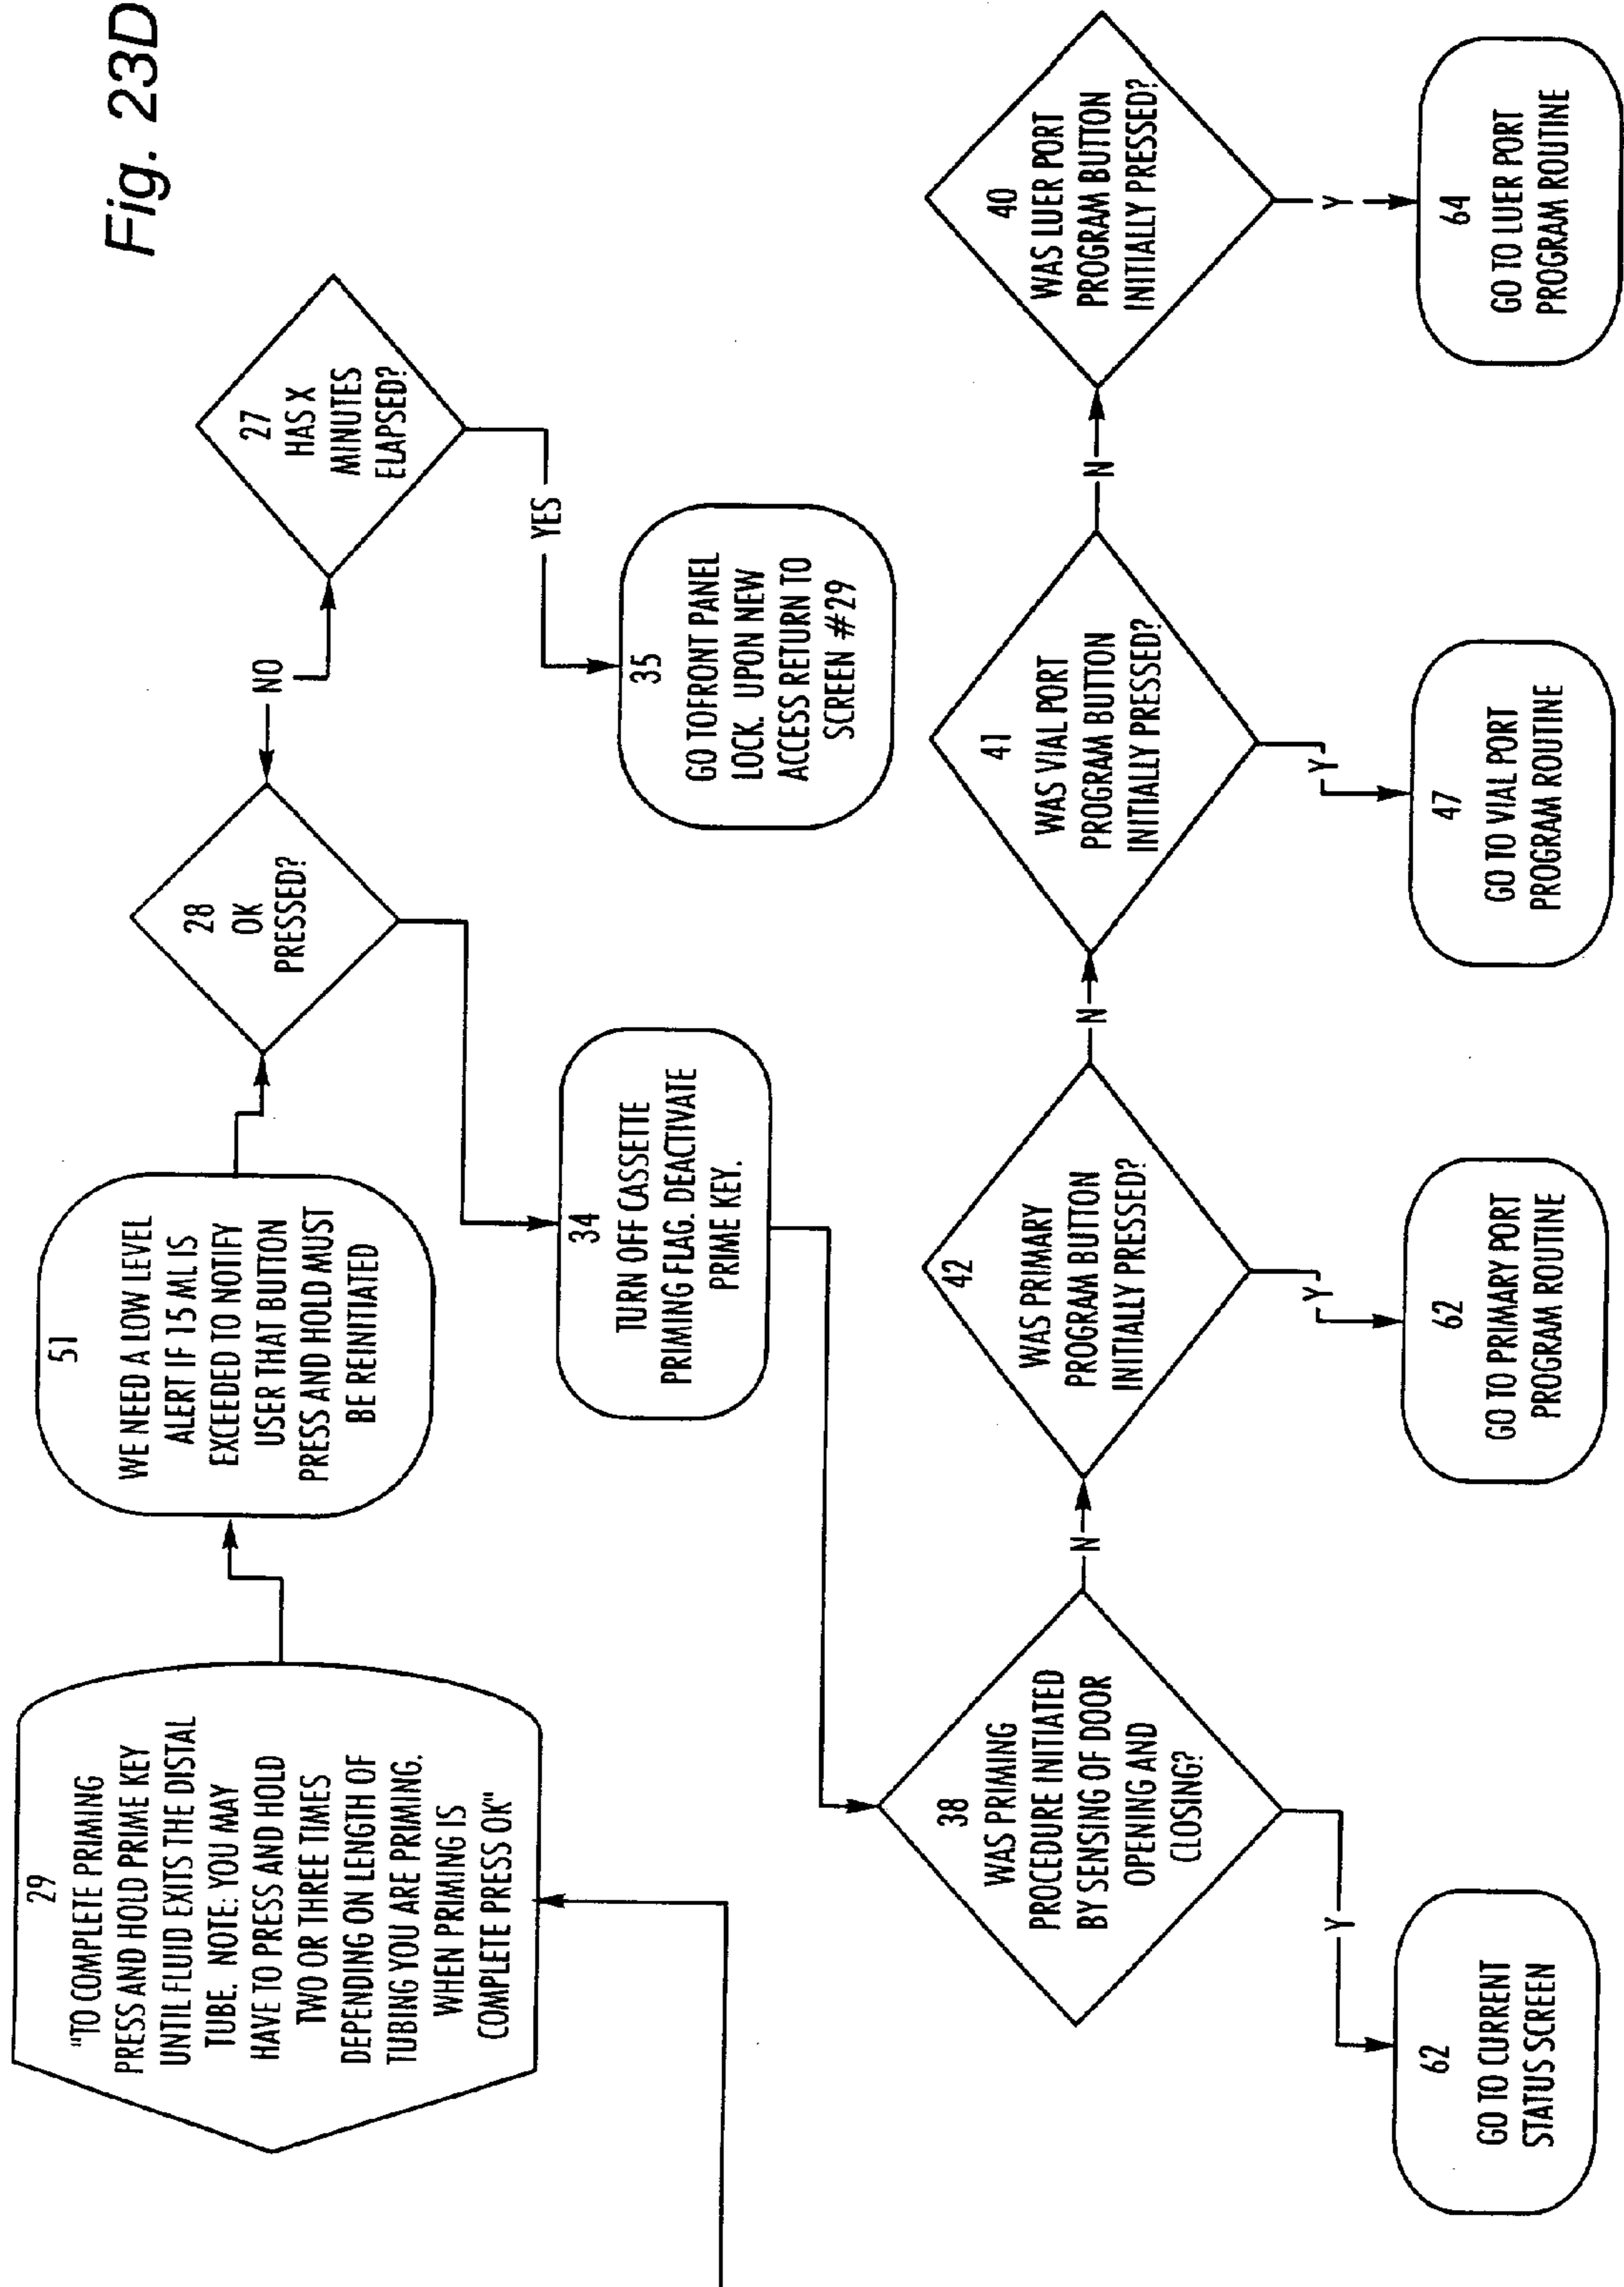 Fig. 23D
29
"TO COMPLETE PRIMING
PRESS AND HOLD PRIME KEY
UNTIL FLUID EXITS THE DISTAL
TUBE. NOTE: YOU MAY
HAVE TO PRESS AND HOLD
TWO OR THREE TIMES
DEPENDING ON LENGTH OF
TUBING YOU ARE PRIMING.
WHEN PRIMING IS
COMPLETE PRESS OK"
51
WE NEED A LOW LEVEL
ALERT IF 15 ML IS
EXCEEDED TO NOTIFY
USER THAT BUTTON
PRESS AND HOLD MUST
BE REINITIATED
28
OK
PRESSED?
NO
27
HAS X
MINUTES
ELAPSED?
YES
35
GO TOFRONT PANEL
LOCK. UPON NEW
ACCESS RETURN TO
SCREEN #29
34
TURN OFF CASSETTE
PRIMING FLAG. DEACTIVATE
PRIME KEY.
38
WAS PRIMING
PROCEDURE INITIATED
BY SENSING OF DOOR
OPENING AND
CLOSING?
N
42
WAS PRIMARY
PROGRAM BUTTON
INITIALLY PRESSED?
N
41
WAS VIAL PORT
PROGRAM BUTTON
INITIALLY PRESSED?
N
40
WAS LUER PORT
PROGRAM BUTTON
INITIALLY PRESSED?
Y
62
GO TO CURRENT
STATUS SCREEN
Y
62
GO TO PRIMARY PORT
PROGRAM ROUTINE
Y
47
GO TO VIAL PORT
PROGRAM ROUTINE
Y
64
GO TO LUER PORT
PROGRAM ROUTINE